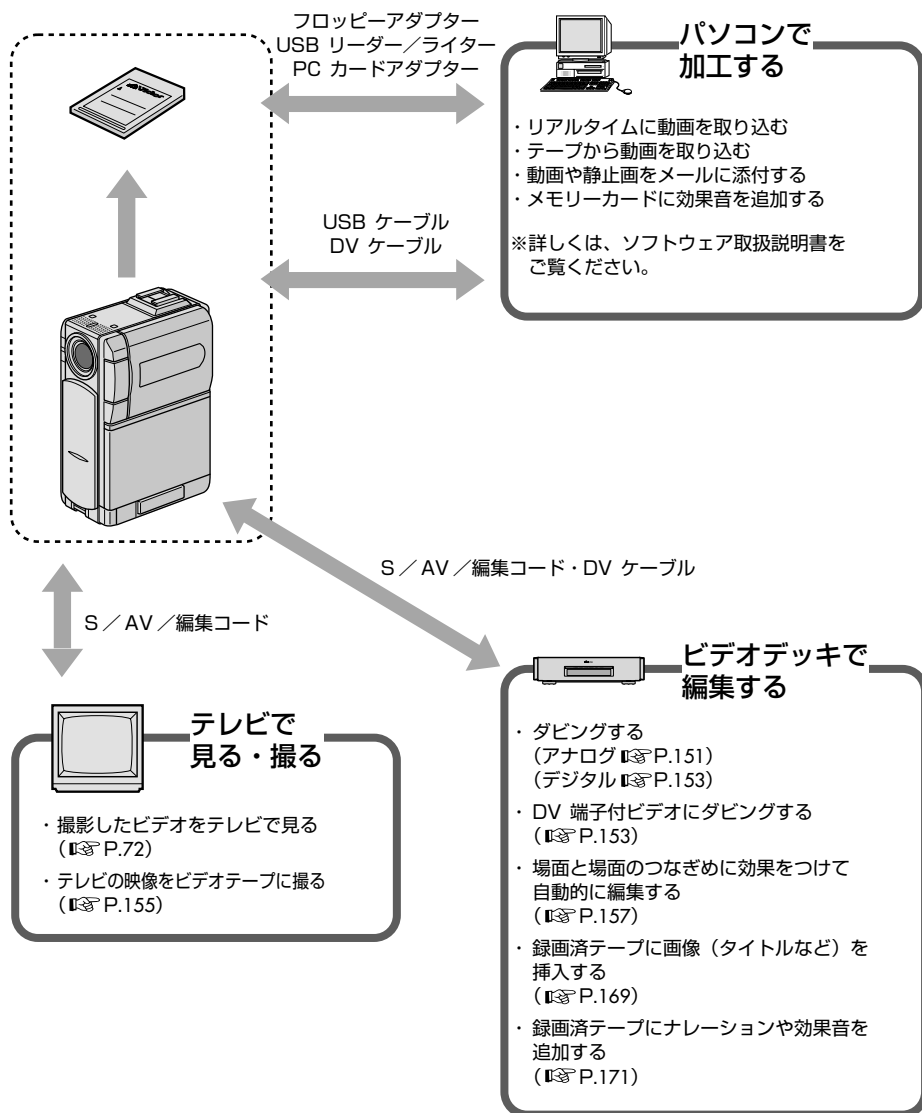 フロッピーアダプター
USB リーダー／ライター
PC カードアダプター
パソコンで
加工する
・リアルタイムに動画を取り込む
・テープから動画を取り込む
・動画や静止画をメールに添付する
・メモリーカードに効果音を追加する
※詳しくは、ソフトウェア取扱説明書を
ご覧ください。
USB ケーブル
DV ケーブル
S／AV／編集コード・DV ケーブル
S／AV／編集コード
テレビで
見る・撮る
・撮影したビデオをテレビで見る
（☞P.72）
・テレビの映像をビデオテープに撮る
（☞P.155）
ビデオデッキで
編集する
・ダビングする
（アナログ☞P.151）
（デジタル☞P.153）
・DV 端子付ビデオにダビングする
（☞P.153）
・場面と場面のつなぎめに効果をつけて
自動的に編集する
（☞P.157）
・録画済テープに画像（タイトルなど）を
挿入する
（☞P.169）
・録画済テープにナレーションや効果音を
追加する
（☞P.171）